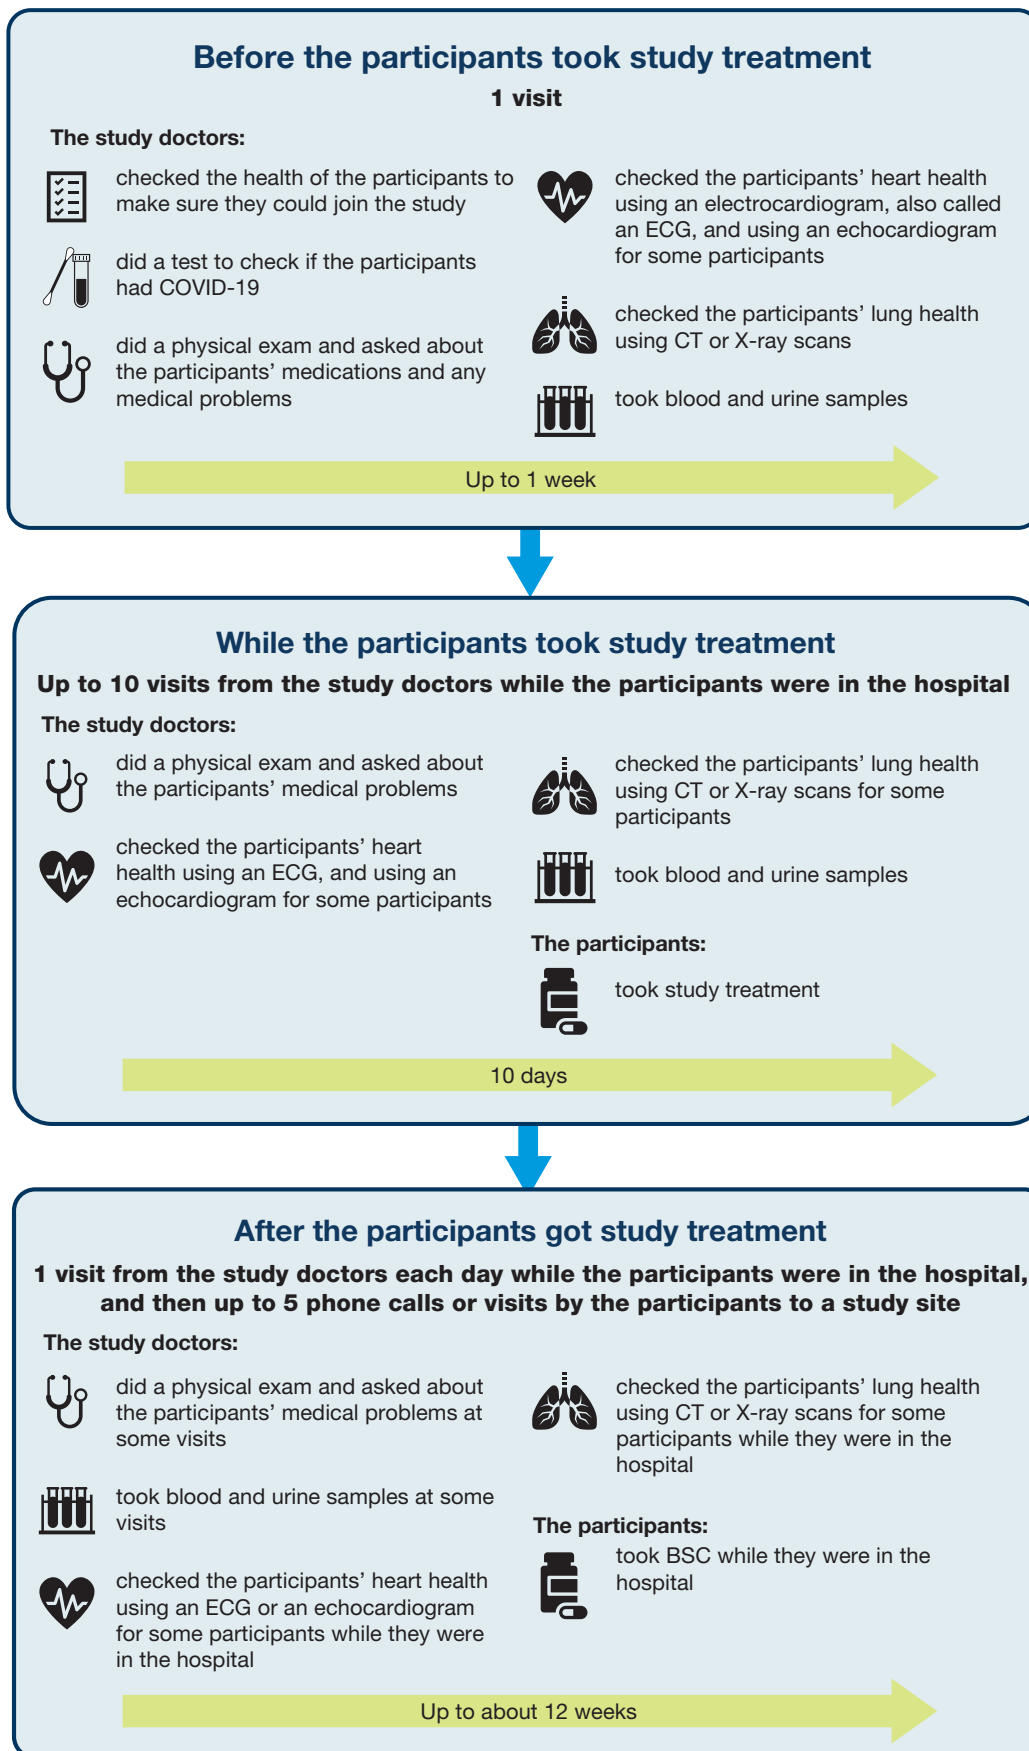 Before the participants took study treatment
1 visit
The study doctors:
checked the health of the participants to
make sure they could join the study
did a test to check if the participants
had COVID-19
did a physical exam and asked about
the participants' medications and any
medical problems
checked the participants' heart health
using an electrocardiogram, also called
an ECG, and using an echocardiogram
for some participants
checked the participants' lung health
using CT or X-ray scans
took blood and urine samples
Up to 1 week
While the participants took study treatment
Up to 10 visits from the study doctors while the participants were in the hospital
The study doctors:
did a physical exam and asked about
the participants' medical problems
checked the participants' heart
health using an ECG, and using an
echocardiogram for some participants
checked the participants' lung health
using CT or X-ray scans for some
participants
took blood and urine samples
The participants:
took study treatment
10 days
After the participants got study treatment
1 visit from the study doctors each day while the participants were in the hospital,
and then up to 5 phone calls or visits by the participants to a study site
The study doctors:
did a physical exam and asked about
the participants' medical problems at
some visits
took blood and urine samples at some
visits
checked the participants' heart health
using an ECG or an echocardiogram
for some participants while they were
in the hospital
checked the participants' lung health
using CT or X-ray scans for some
participants while they were in the
hospital
The participants:
took BSC while they were in the
hospital
Up to about 12 weeks